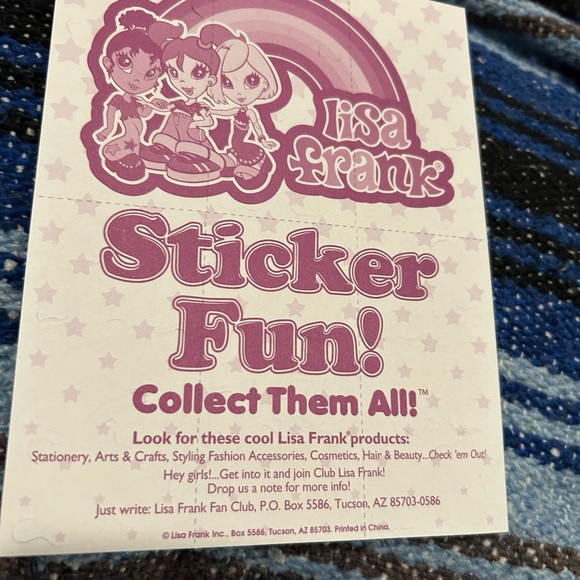 lisa
frank®
Sticker
Fun!
Collect Them All!™
Look for these cool Lisa Frank® products:
Stationery, Arts & Crafts, Styling Fashion Accessories, Cosmetics, Hair & Beauty...Check 'em Out!
Hey girls!...Get into it and join Club Lisa Frank!
Drop us a note for more info!
Just write: Lisa Frank Fan Club, P.O. Box 5586, Tucson, AZ 85703-0586
© Lisa Frank Inc., Box 5586, Tucson, AZ 85703. Printed in China.